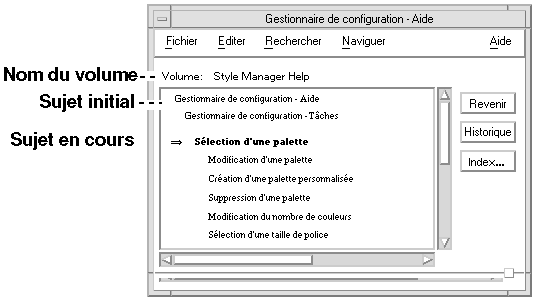 Gestionnaire de configuration - Aide
Fichier Editer Rechercher Naviguer Aide
Nom du volume Volume: Style Manager Help
Sujet initial Gestionnaire de configuration - Aide
Gestionnaire de configuration - Tâches
Sujet en cours ⇒ Sélection d'une palette
Modification d'une palette
Création d'une palette personnalisée
Suppression d'une palette
Modification du nombre de couleurs
Sélection d'une taille de police
Revenir
Historique
Index...